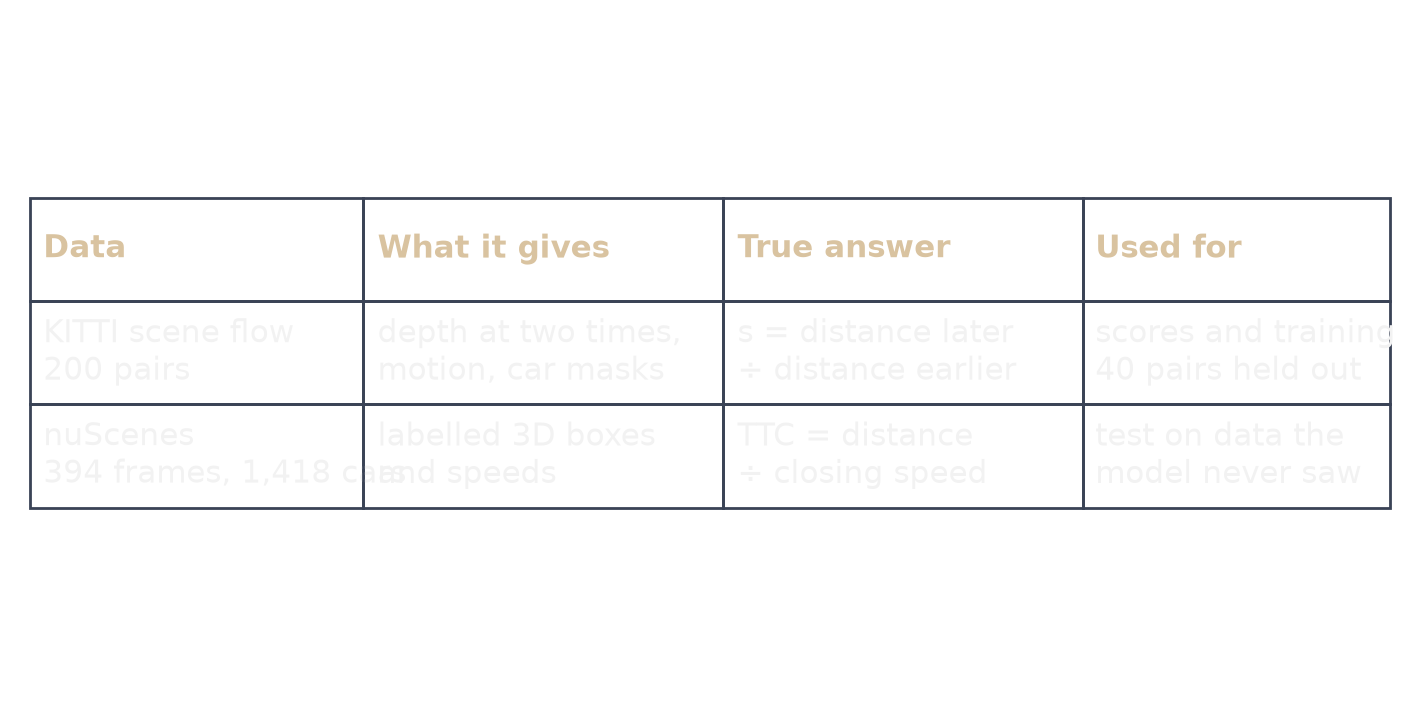 Data What it gives True answer Used for
KITTI scene flow depth at two times, s = distance later scores and training
200 pairs motion, car masks ÷ distance earlier 40 pairs held out
nuScenes labelled 3D boxes TTC = distance test on data the
394 frames, 1,418 cars and speeds ÷ closing speed model never saw